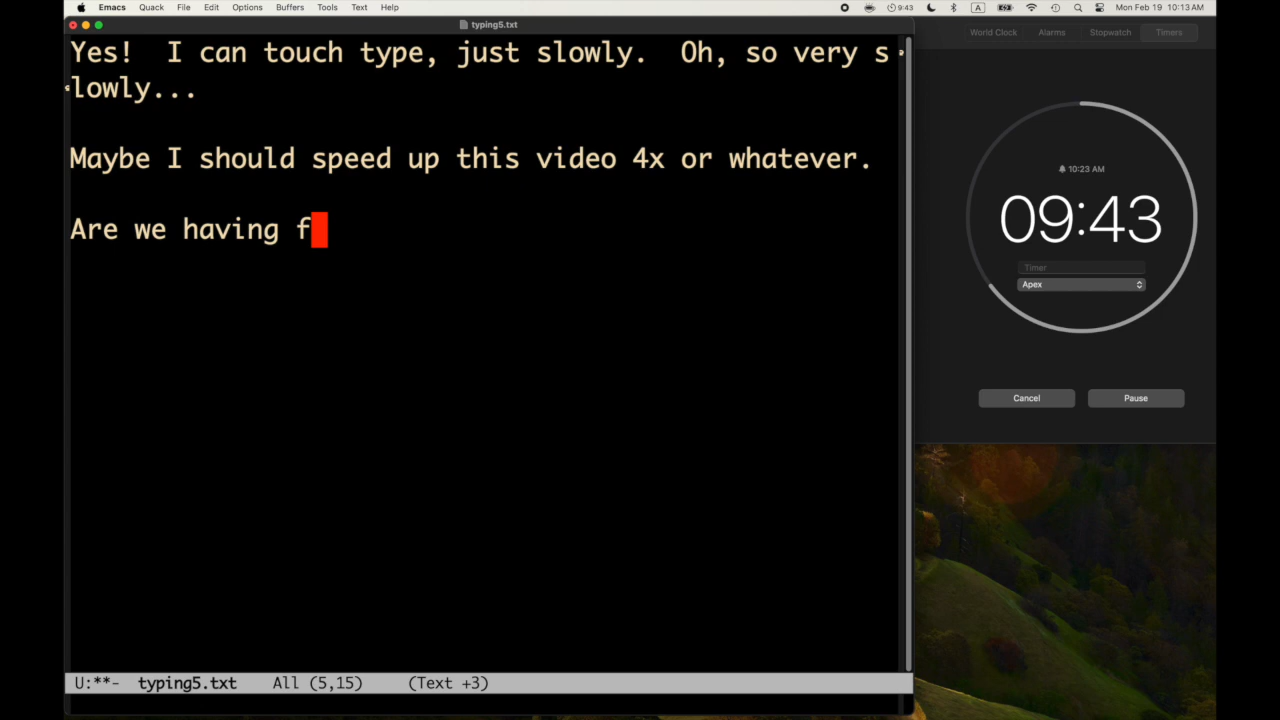 Emacs Quack File Edit Options Buffers Tools Text Help 9:43 A Mon Feb 19 10:13 AM
typing5.txt
Yes!  I can touch type, just slowly.  Oh, so very s
lowly...
Maybe I should speed up this video 4x or whatever.
Are we having f
U:**-  typing5.txt    All (5,15)    (Text +3)
World Clock Alarms Stopwatch Timers
10:23 AM
09:43
Timer
Apex
Cancel Pause